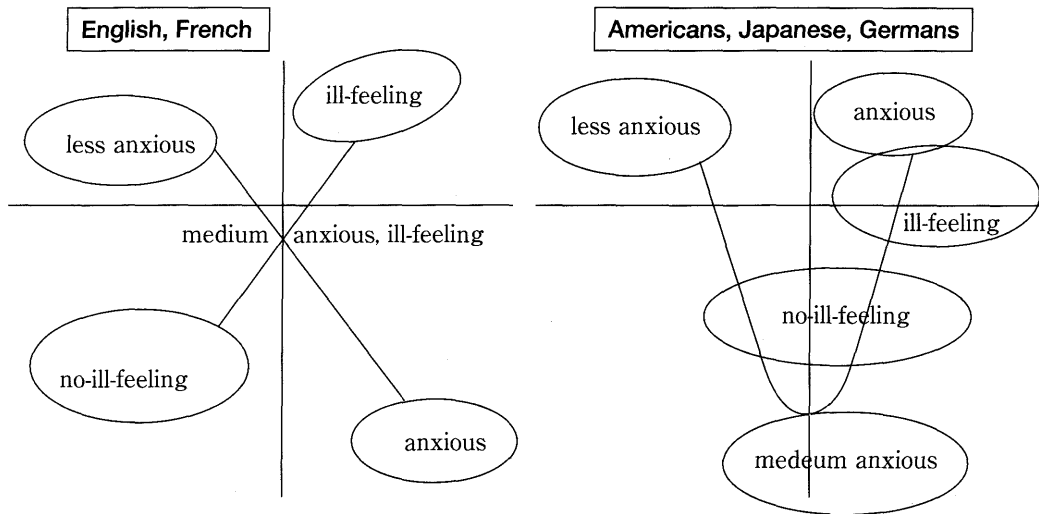 English, French
ill-feeling
less anxious
medium anxious, ill-feeling
no-ill-feeling
anxious
Americans, Japanese, Germans
less anxious
anxious
ill-feeling
no-ill-feeling
medeum anxious